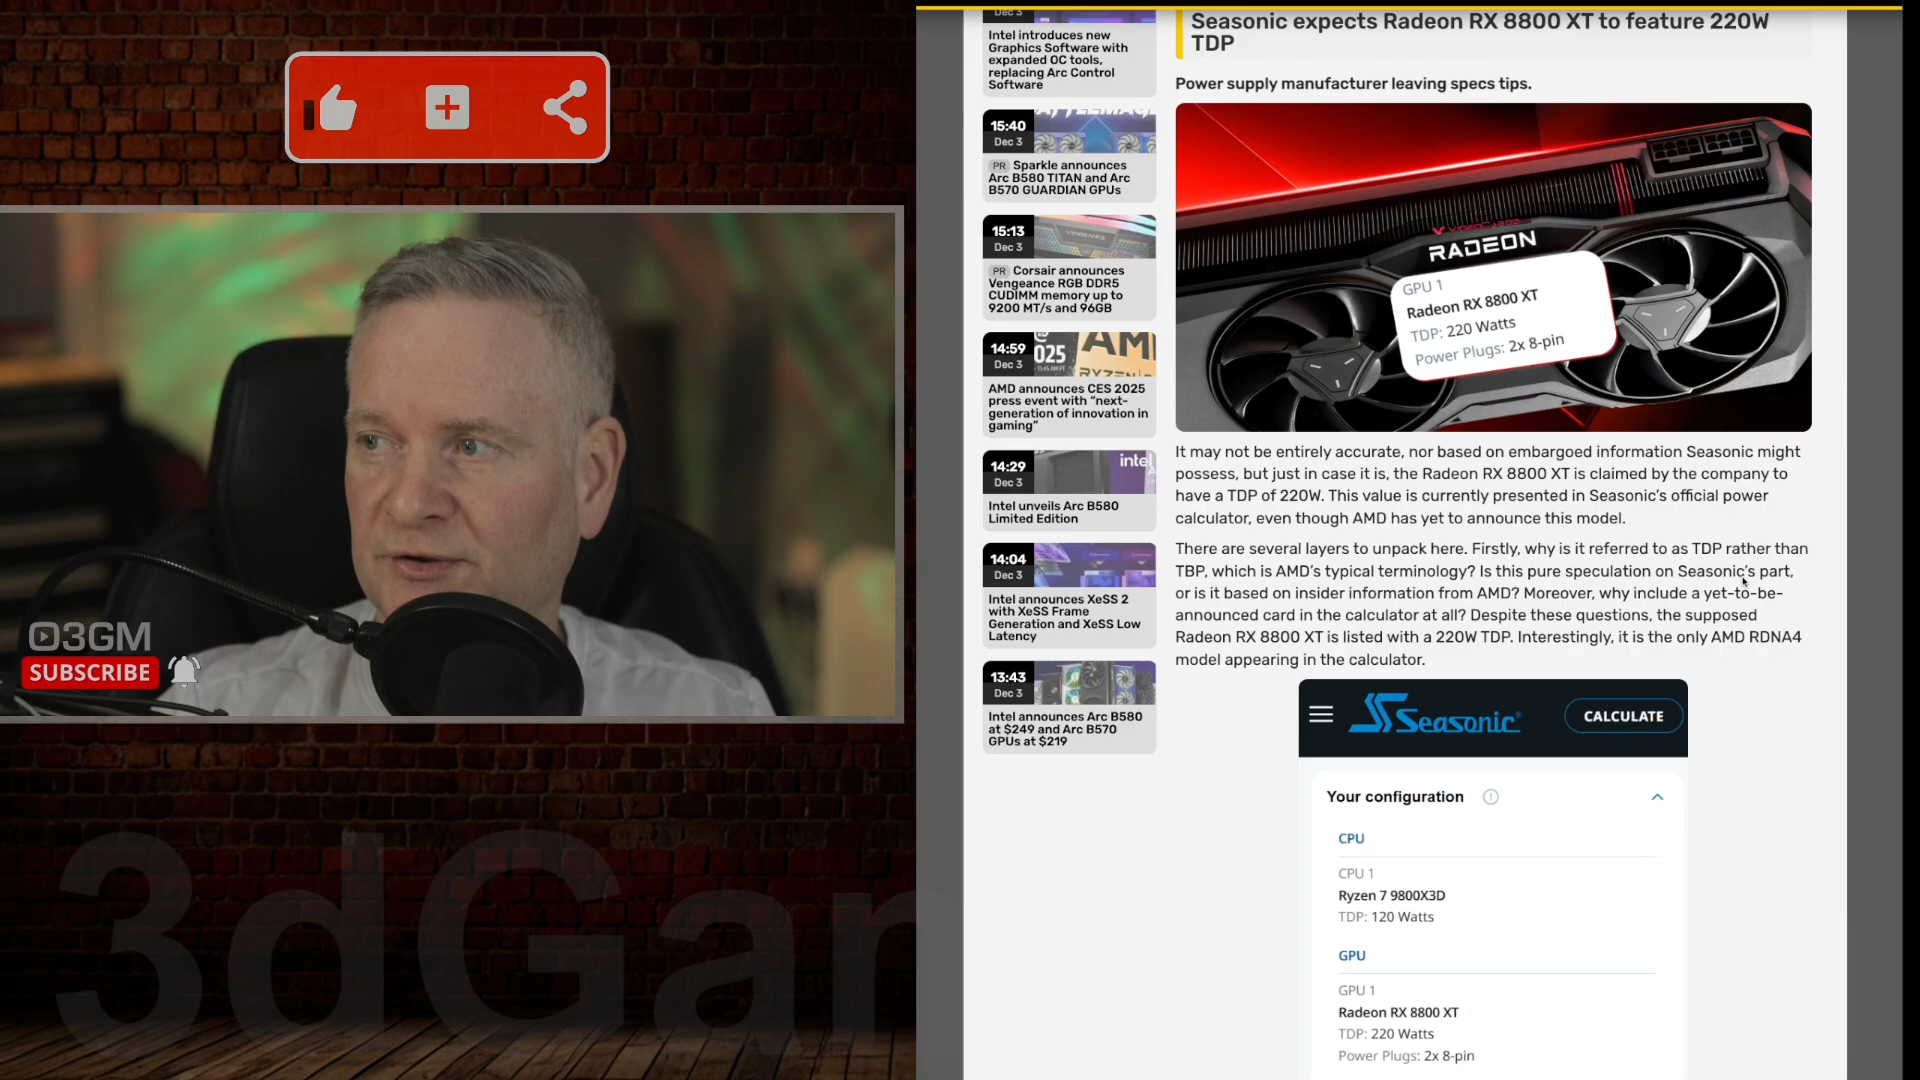 3GM
SUBSCRIBE
3dGam
Dec 3
Intel introduces new
Graphics Software with
expanded OC tools,
replacing Arc Control
Software
15:40
Dec 3
PR Sparkle announces
Arc B580 TITAN and Arc
B570 GUARDIAN GPUs
15:13
Dec 3
VENGEANCE
PR Corsair announces
Vengeance RGB DDR5
CUDIMM memory up to
9200 MT/s and 96GB
14:59
Dec 3
025
AM
RYZEN
AMD announces CES 2025
press event with “next-
generation of innovation in
gaming”
14:29
Dec 3
intel
Intel unveils Arc B580
Limited Edition
14:04
Dec 3
Intel announces XeSS 2
with XeSS Frame
Generation and XeSS Low
Latency
13:43
Dec 3
Intel announces Arc B580
at $249 and Arc B570
GPUs at $219
Seasonic expects Radeon RX 8800 XT to feature 220W
TDP
Power supply manufacturer leaving specs tips.
VIDEOCARDZ
RADEON
GPU 1
Radeon RX 8800 XT
TDP: 220 Watts
Power Plugs: 2x 8-pin
It may not be entirely accurate, nor based on embargoed information Seasonic might
possess, but just in case it is, the Radeon RX 8800 XT is claimed by the company to
have a TDP of 220W. This value is currently presented in Seasonic’s official power
calculator, even though AMD has yet to announce this model.
There are several layers to unpack here. Firstly, why is it referred to as TDP rather than
TBP, which is AMD’s typical terminology? Is this pure speculation on Seasonic’s part,
or is it based on insider information from AMD? Moreover, why include a yet-to-be-
announced card in the calculator at all? Despite these questions, the supposed
Radeon RX 8800 XT is listed with a 220W TDP. Interestingly, it is the only AMD RDNA4
model appearing in the calculator.
Seasonic
CALCULATE
Your configuration
CPU
CPU 1
Ryzen 7 9800X3D
TDP: 120 Watts
GPU
GPU 1
Radeon RX 8800 XT
TDP: 220 Watts
Power Plugs: 2x 8-pin